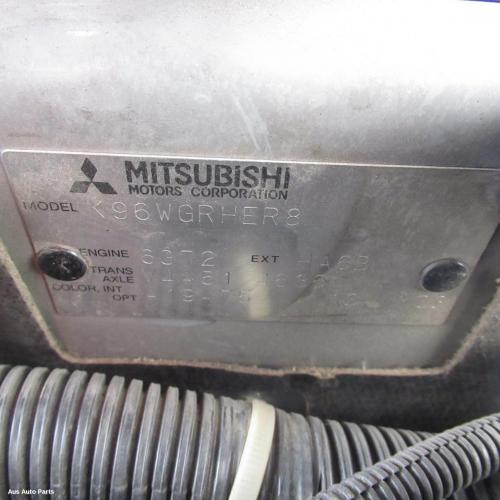 MITSUBISHI
MOTORS CORPORATION
MODEL K96WGRHER8
ENGINE 6G72 EXT
TRANS
AXLE
COLOR, INT
OPT
Aus Auto Parts